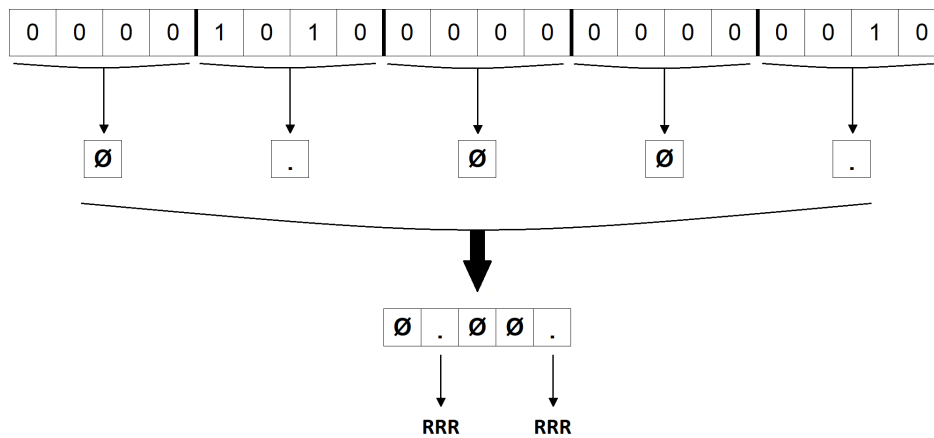 0 0 0 0 1 0 1 0 0 0 0 0 0 0 0 0 0 0 1 0
Ø . Ø Ø .
Ø . Ø Ø .
RRR RRR